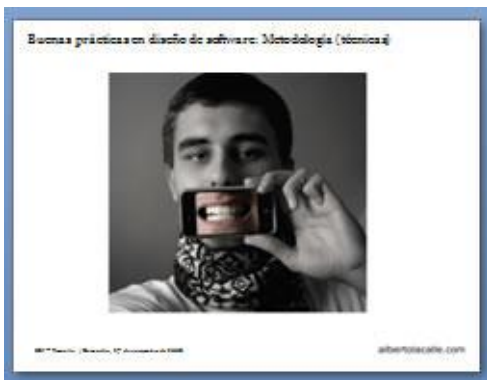 Buenas prácticas en diseño de software: Metodología (técnicas)
albertolacalle.com